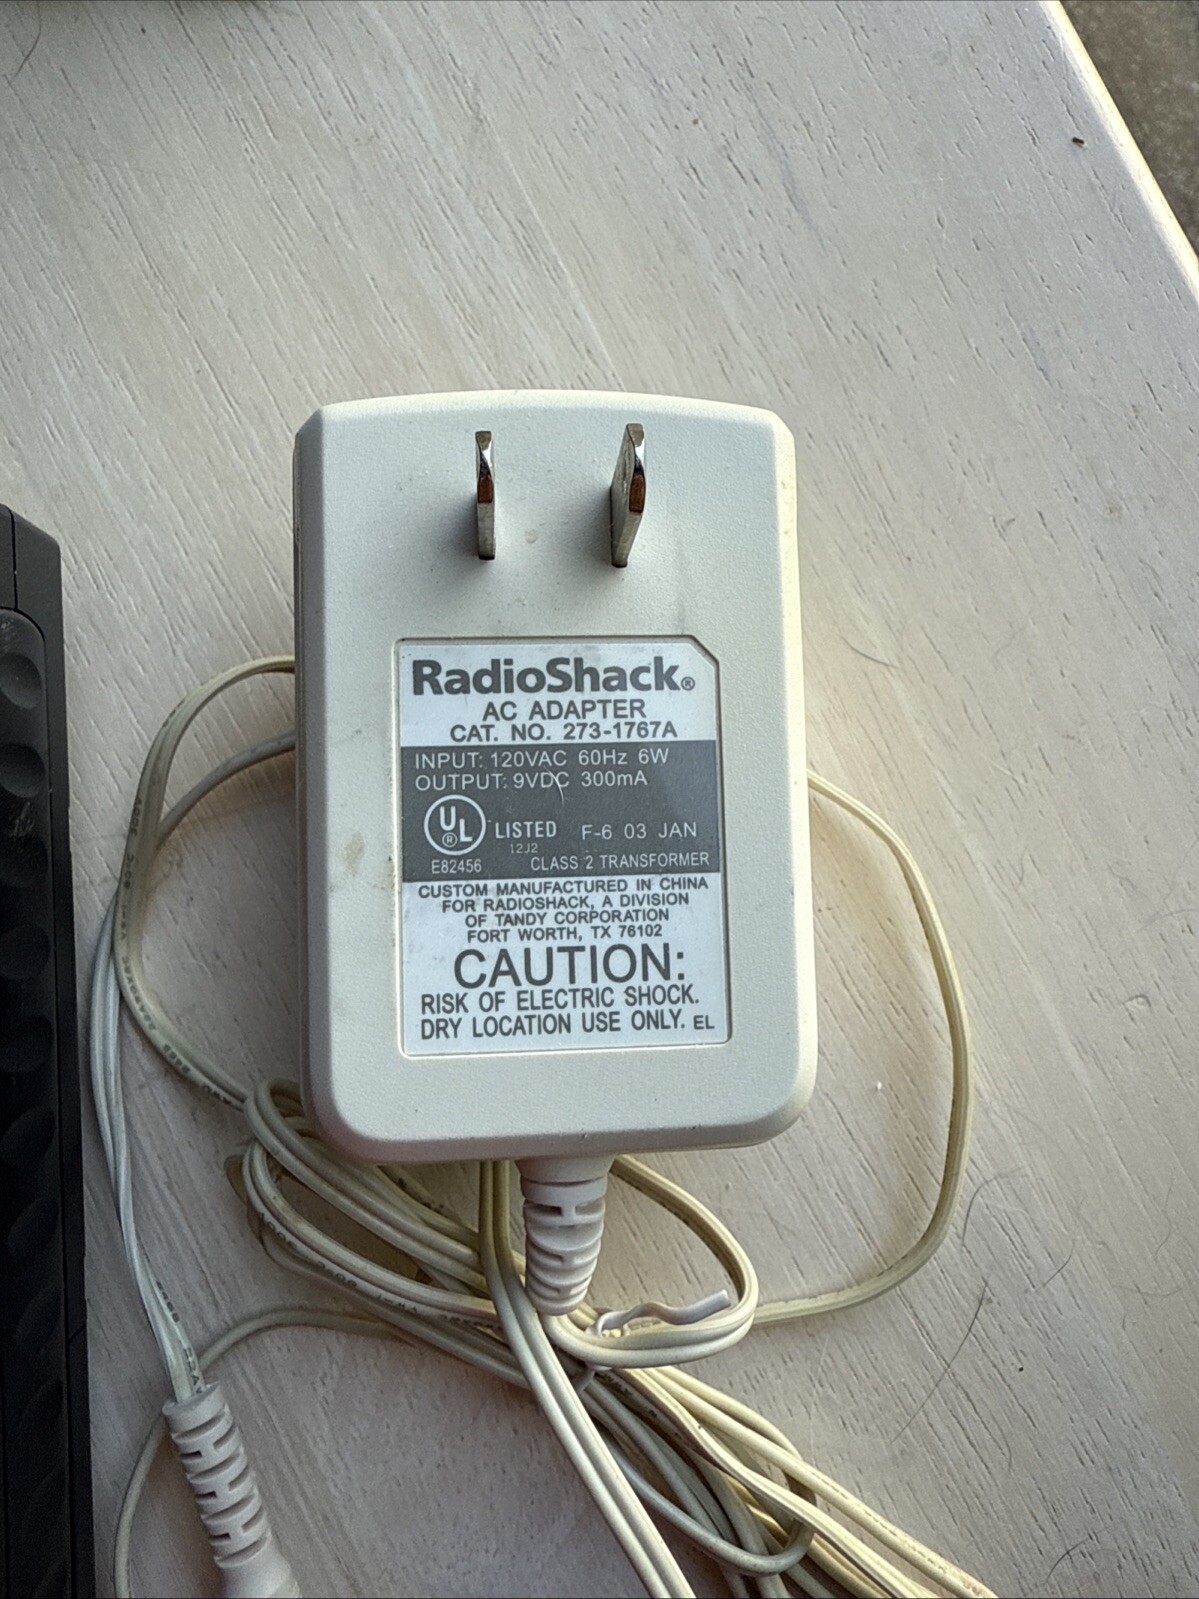 RadioShack®
AC ADAPTER
CAT. NO. 273-1767A
INPUT: 120VAC 60Hz 6W
OUTPUT: 9VDC 300mA
UL® LISTED F-6 03 JAN
12J2
E82456 CLASS 2 TRANSFORMER
CUSTOM MANUFACTURED IN CHINA
FOR RADIOSHACK, A DIVISION
OF TANDY CORPORATION
FORT WORTH, TX 76102
CAUTION:
RISK OF ELECTRIC SHOCK.
DRY LOCATION USE ONLY. EL